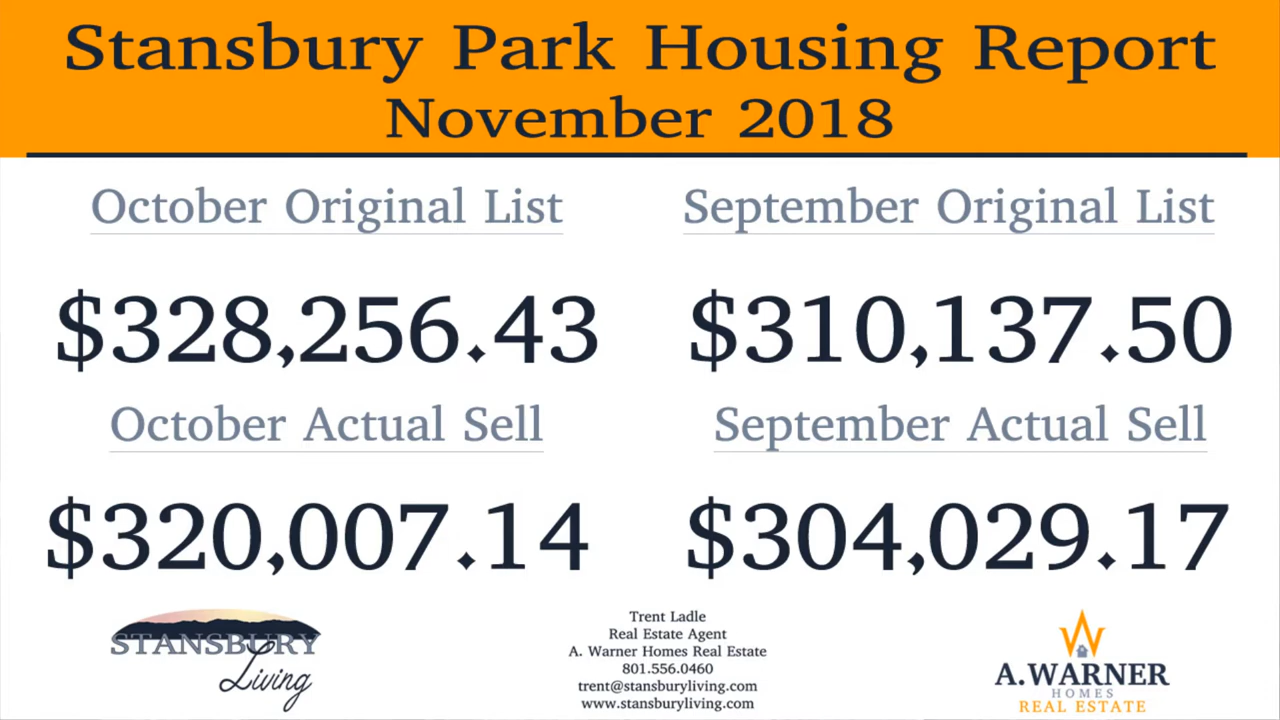 Stansbury Park Housing Report
November 2018
October Original List
September Original List
$328,256.43
$310,137.50
October Actual Sell
September Actual Sell
$320,007.14
$304,029.17
STANSBURY
Living
Trent Ladle
Real Estate Agent
A. Warner Homes Real Estate
801.556.0460
trent@stansburyliving.com
www.stansburyliving.com
A.WARNER
HOMES
REAL ESTATE